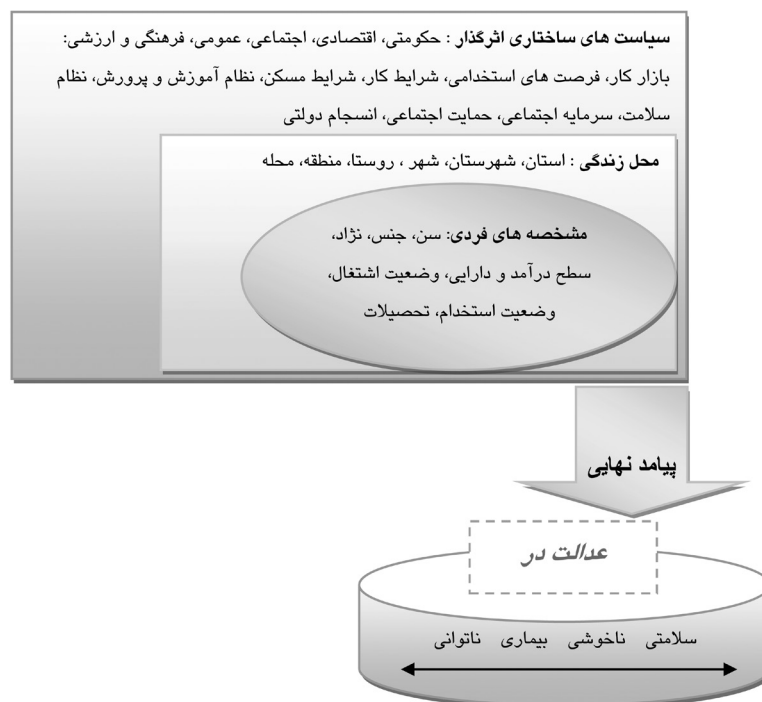 سیاست های ساختاری اثرگذار : حکومتی، اقتصادی، اجتماعی، عمومی، فرهنگی و ارزشی:
بازار کار، فرصت های استخدامی، شرایط کار، شرایط مسکن، نظام آموزش و پرورش، نظام
سلامت، سرمایه اجتماعی، حمایت اجتماعی، انسجام دولتی
محل زندگی : استان، شهرستان، شهر ، روستا، منطقه، محله
مشخصه های فردی: سن، جنس، نژاد،
سطح درآمد و دارایی، وضعیت اشتغال،
وضعیت استخدام، تحصیلات
پیامد نهایی
عدالت در
سلامتی ناخوشی بیماری ناتوانی